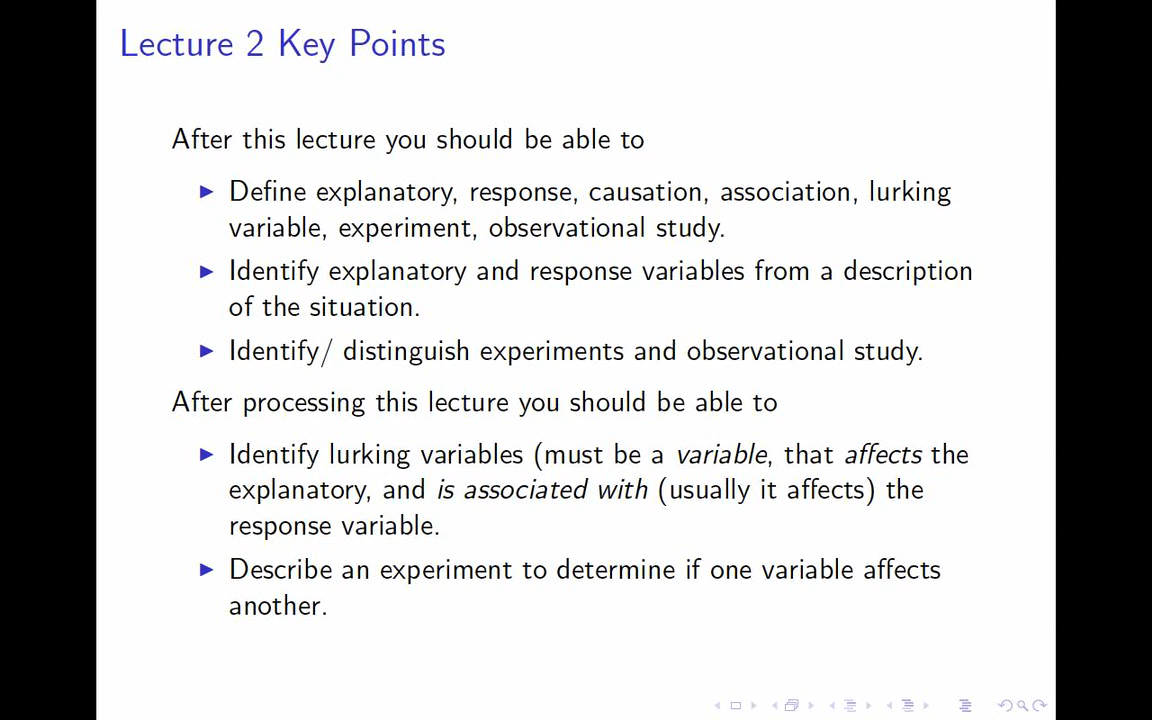 Lecture 2 Key Points
After this lecture you should be able to
Define explanatory, response, causation, association, lurking
variable, experiment, observational study.
Identify explanatory and response variables from a description
of the situation.
Identify/ distinguish experiments and observational study.
After processing this lecture you should be able to
Identify lurking variables (must be a variable, that affects the
explanatory, and is associated with (usually it affects) the
response variable.
Describe an experiment to determine if one variable affects
another.